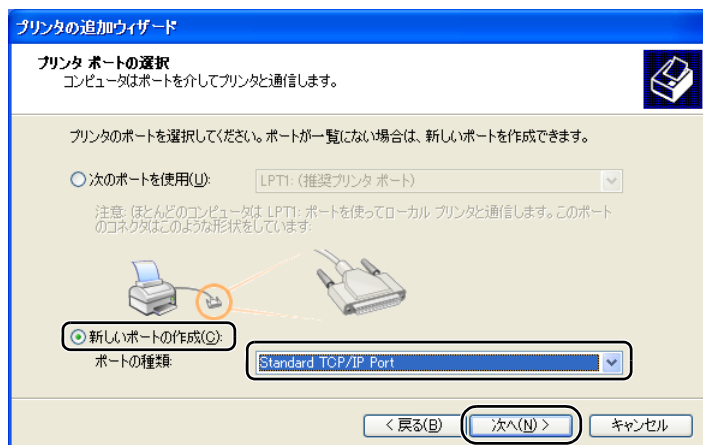 プリンタの追加ウィザード
プリンタ ポートの選択
コンピュータはポートを介してプリンタと通信します。
プリンタのポートを選択してください。ポートが一覧にない場合は、新しいポートを作成できます。
次のポートを使用(U):
LPT1: (推奨プリンタ ポート)
注意: ほとんどのコンピュータは LPT1: ポートを使ってローカル プリンタと通信します。このポート
のコネクタはこのような形状をしています:
新しいポートの作成(C):
ポートの種類:
Standard TCP/IP Port
< 戻る(B)
次へ(N) >
キャンセル